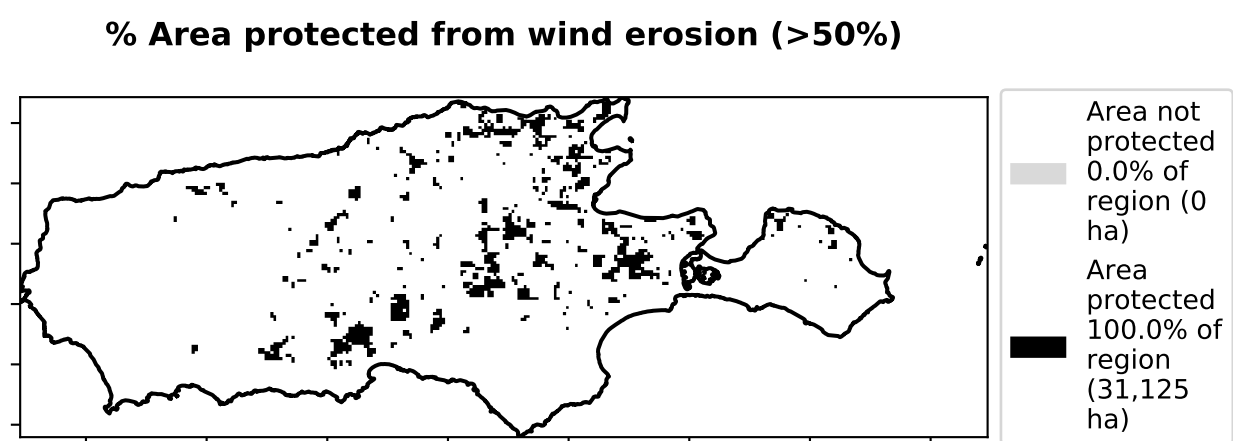 % Area protected from wind erosion (>50%)
Area not
protected
0.0% of
region (0
ha)
Area
protected
100.0% of
region
(31,125
ha)